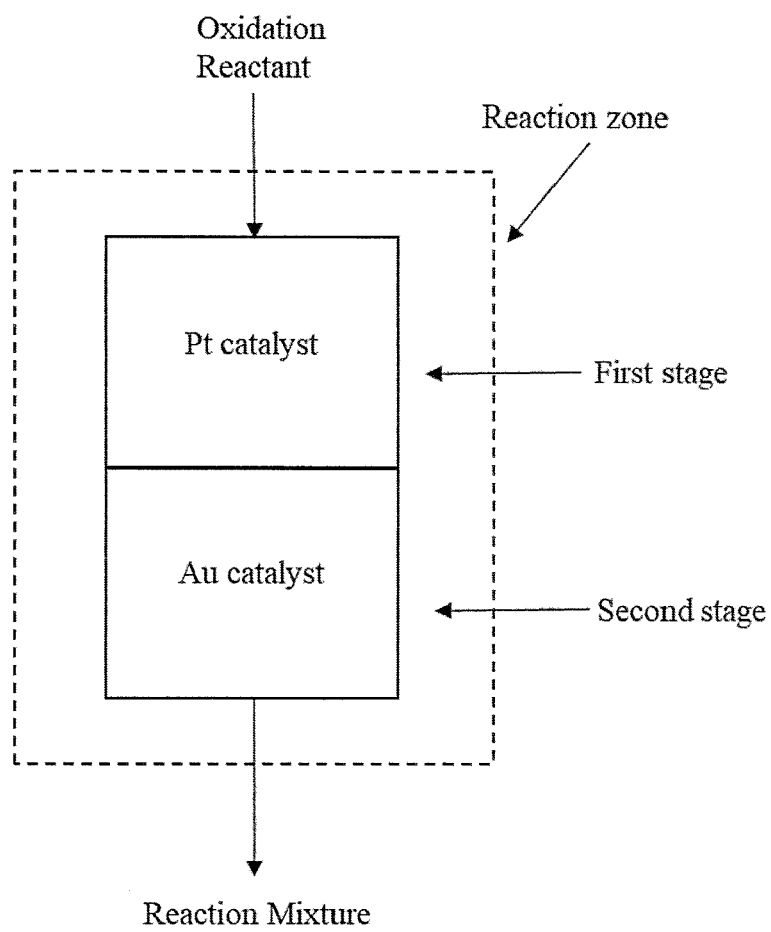 Oxidation
Reactant
Reaction zone
Pt catalyst
First stage
Au catalyst
Second stage
Reaction Mixture